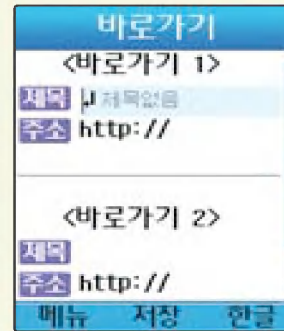 바로가기
<바로가기 1>
제목 제목없음
주소 http://
<바로가기 2>
제목
주소 http://
메뉴 저장 한글